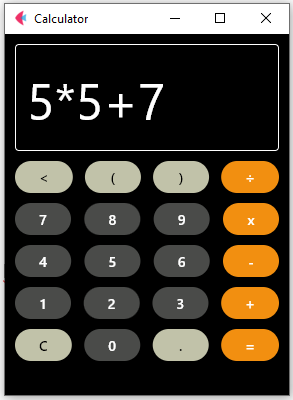 Calculator
5*5+7
< ( ) ÷
7 8 9 x
4 5 6 -
1 2 3 +
C 0 . =